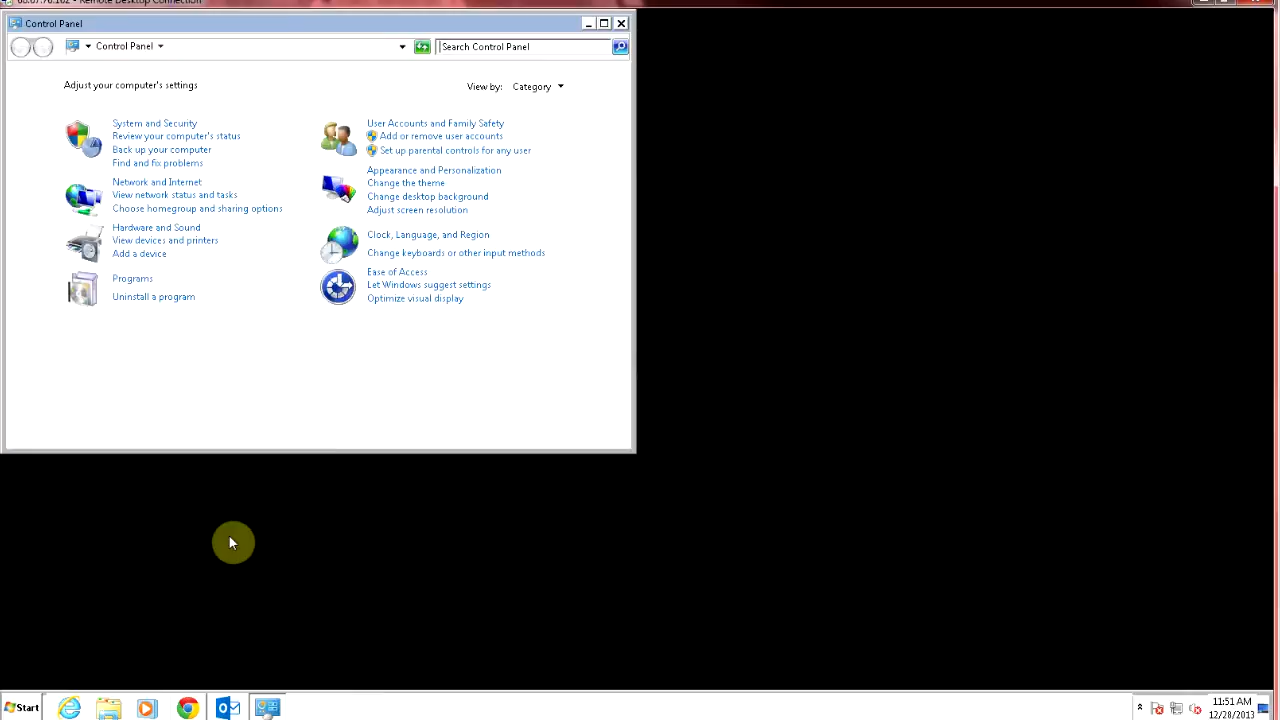 Remote Desktop Connection
Control Panel
Control Panel
Search Control Panel
Adjust your computer's settings
View by: Category
System and Security
Review your computer's status
Back up your computer
Find and fix problems
Network and Internet
View network status and tasks
Choose homegroup and sharing options
Hardware and Sound
View devices and printers
Add a device
Programs
Uninstall a program
User Accounts and Family Safety
Add or remove user accounts
Set up parental controls for any user
Appearance and Personalization
Change the theme
Change desktop background
Adjust screen resolution
Clock, Language, and Region
Change keyboards or other input methods
Ease of Access
Let Windows suggest settings
Optimize visual display
Start
11:51 AM
12/28/2013